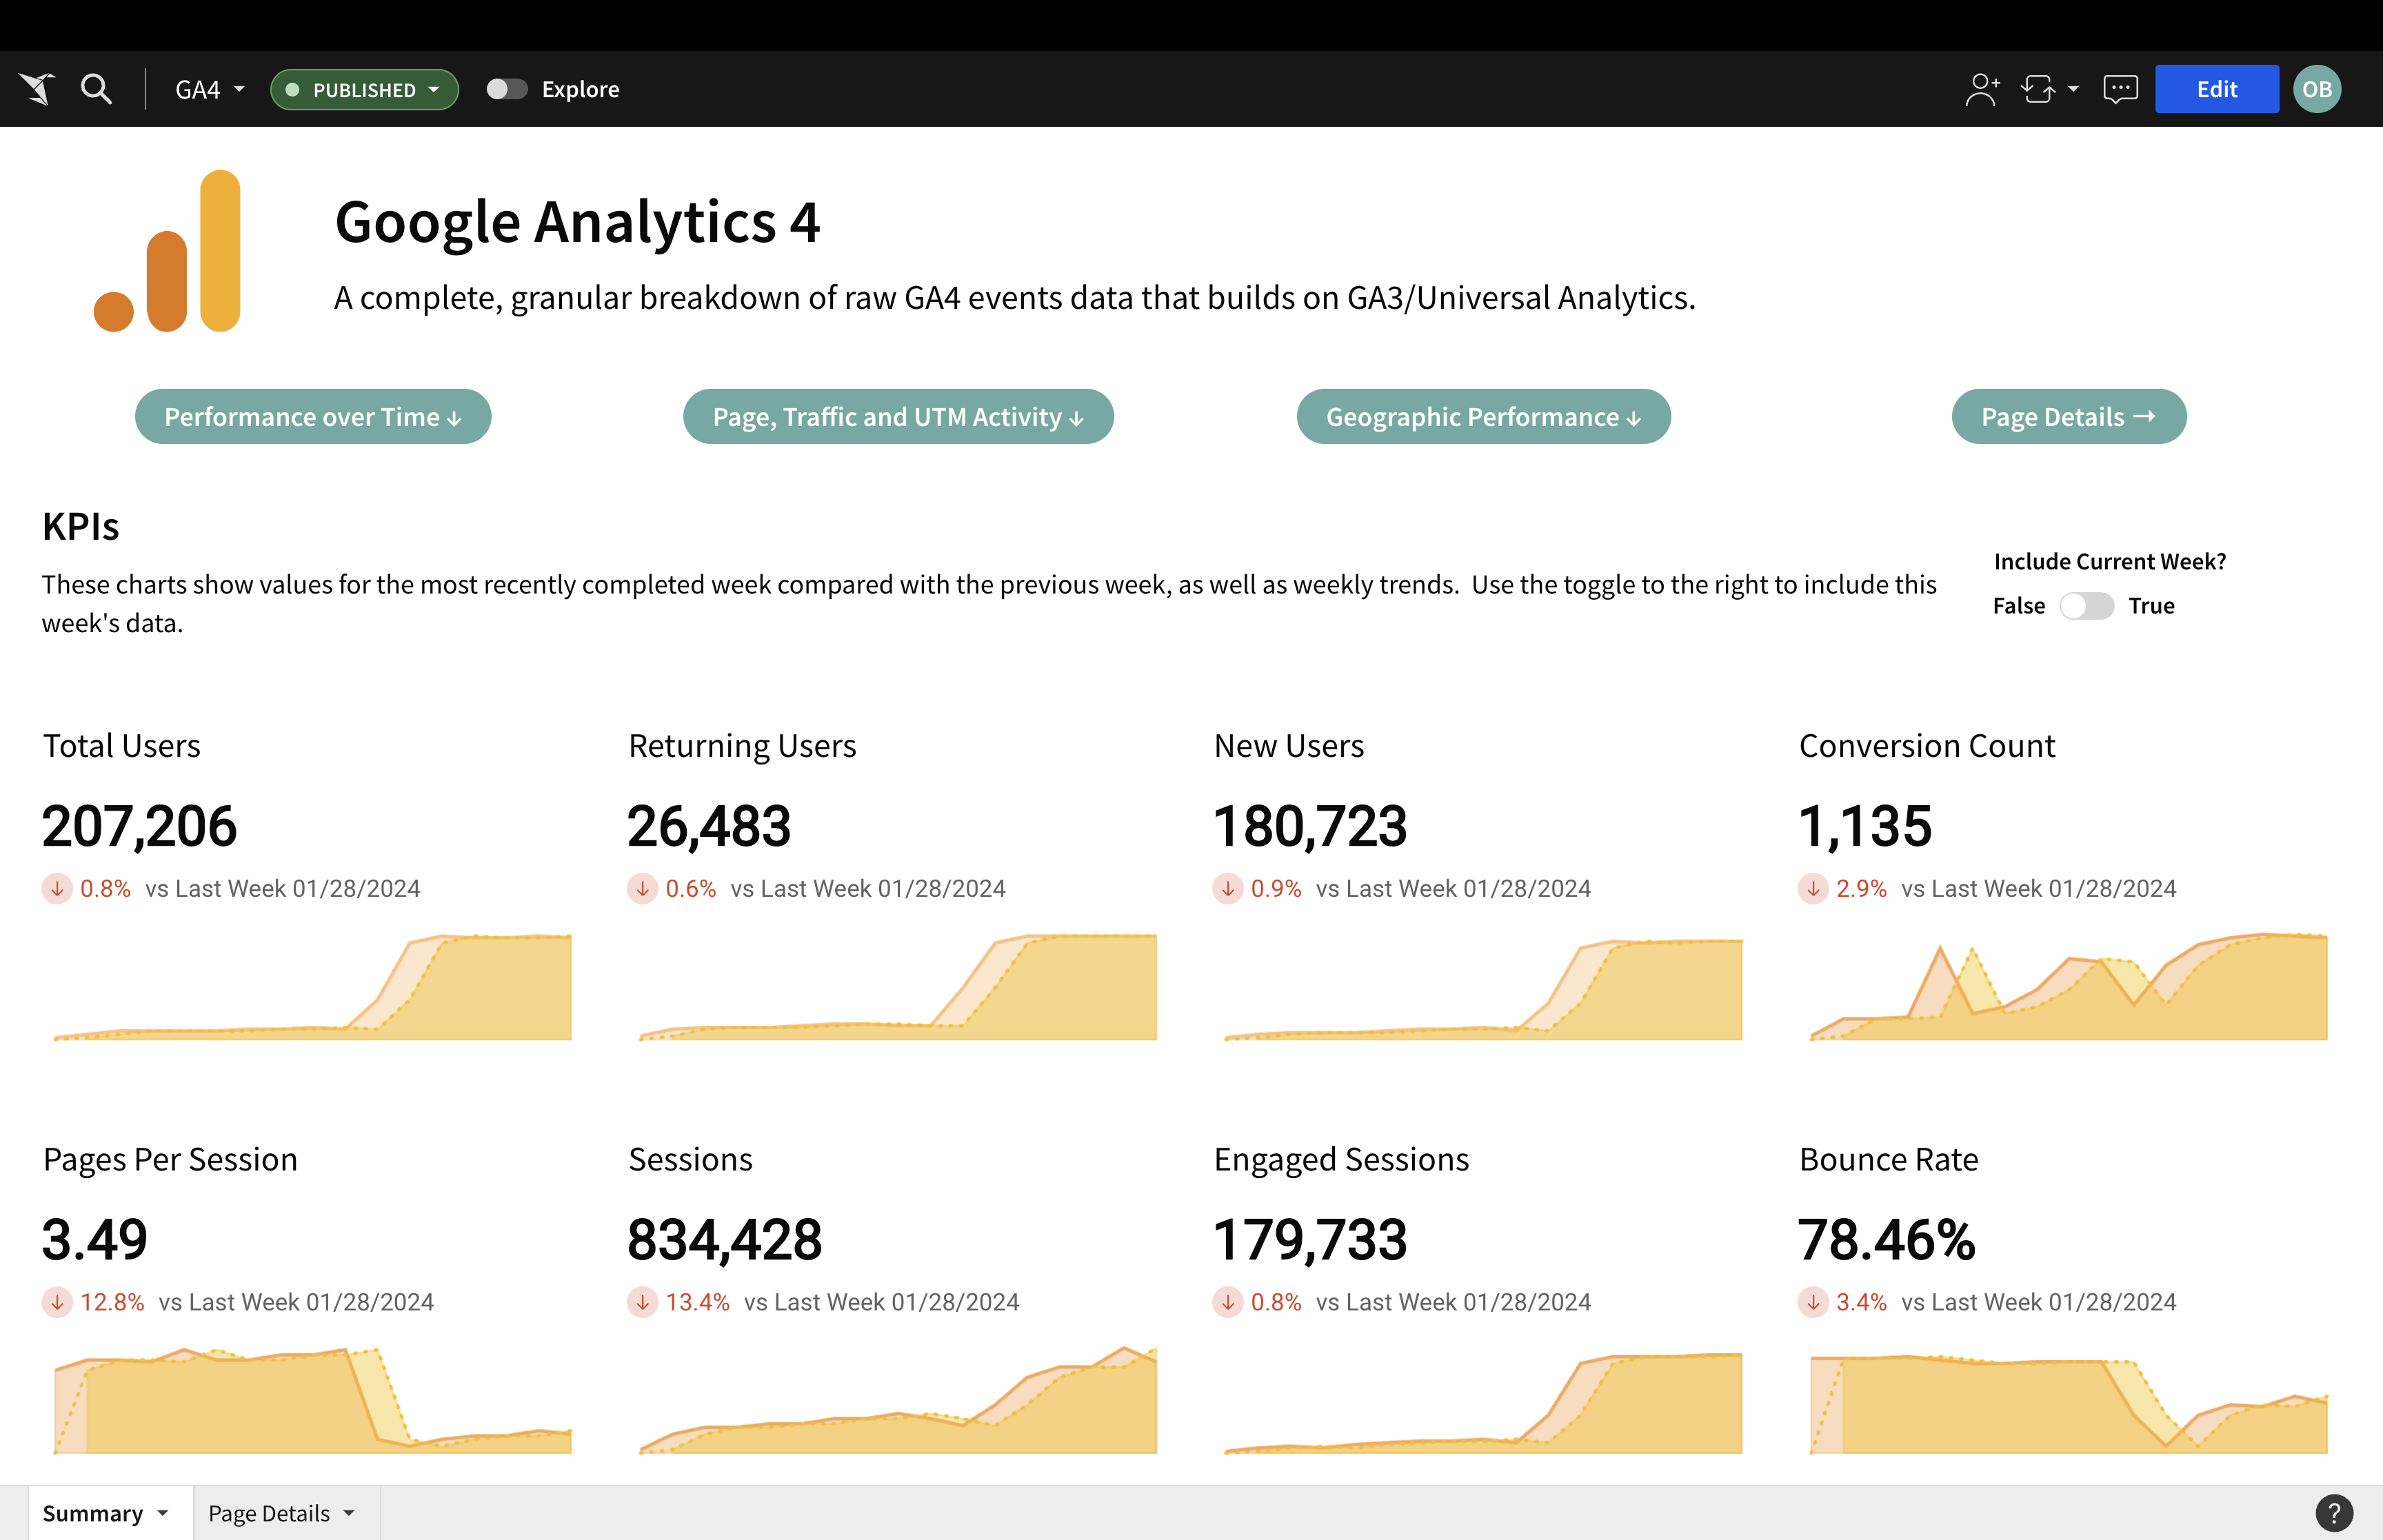 GA4
PUBLISHED
Explore
Edit
OB
Google Analytics 4
A complete, granular breakdown of raw GA4 events data that builds on GA3/Universal Analytics.
Performance over Time ↓
Page, Traffic and UTM Activity ↓
Geographic Performance ↓
Page Details →
KPIs
These charts show values for the most recently completed week compared with the previous week, as well as weekly trends.  Use the toggle to the right to include this
week's data.
Include Current Week?
False True
Total Users
207,206
↓ 0.8% vs Last Week 01/28/2024
Returning Users
26,483
↓ 0.6% vs Last Week 01/28/2024
New Users
180,723
↓ 0.9% vs Last Week 01/28/2024
Conversion Count
1,135
↓ 2.9% vs Last Week 01/28/2024
Pages Per Session
3.49
↓ 12.8% vs Last Week 01/28/2024
Sessions
834,428
↓ 13.4% vs Last Week 01/28/2024
Engaged Sessions
179,733
↓ 0.8% vs Last Week 01/28/2024
Bounce Rate
78.46%
↓ 3.4% vs Last Week 01/28/2024
Summary
Page Details
?